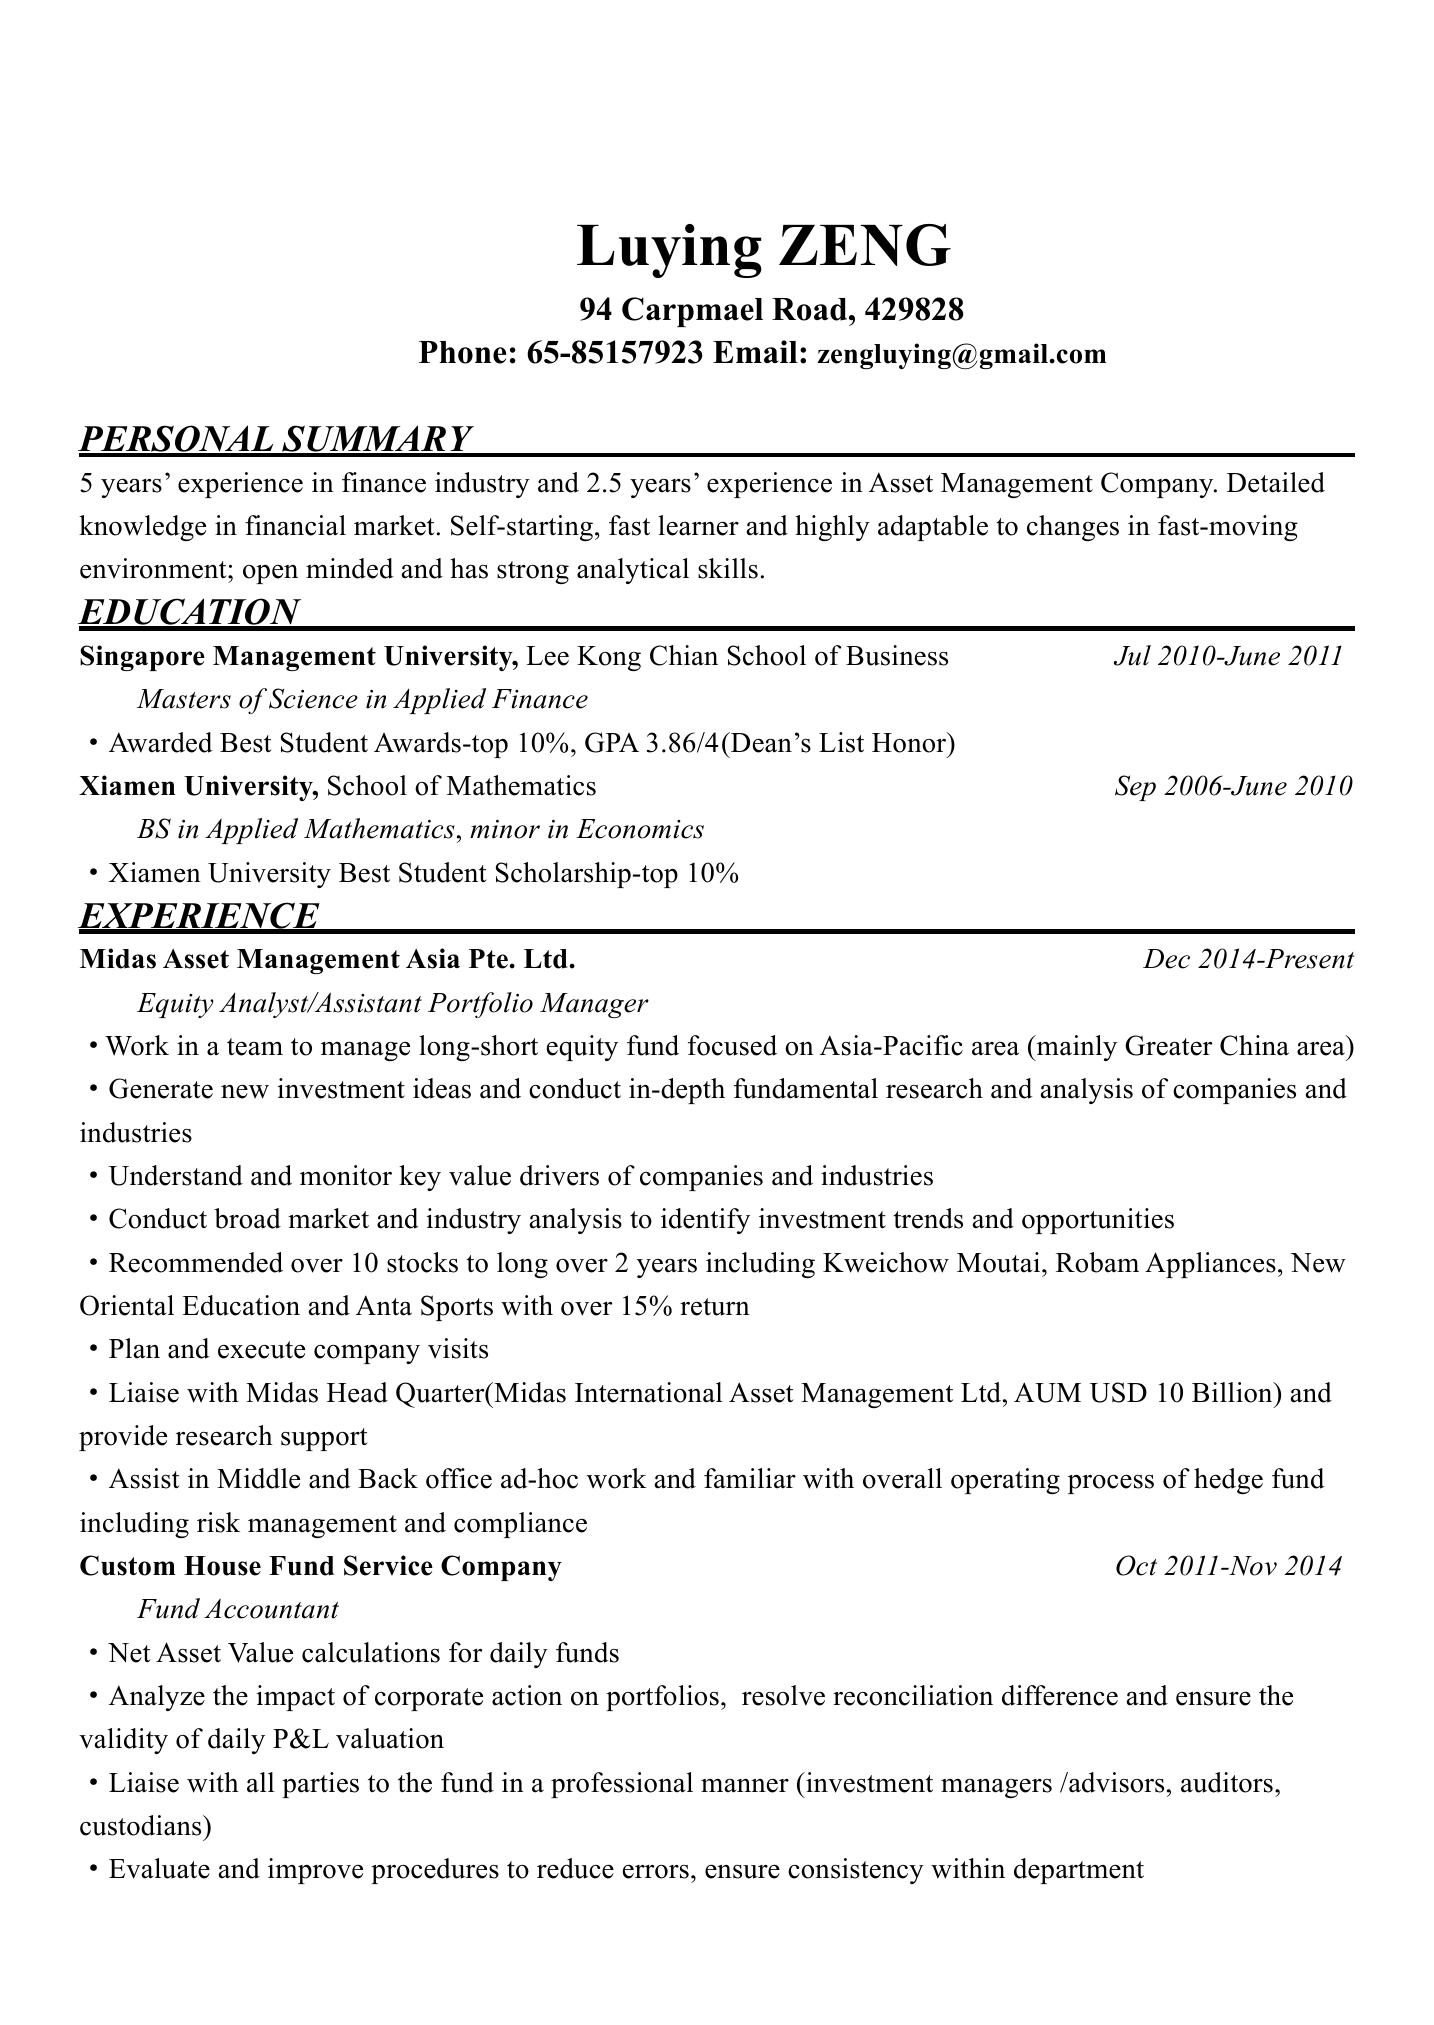 Luying ZENG
94 Carpmael Road, 429828
Phone: 65-85157923 Email: zengluying@gmail.com
PERSONAL SUMMARY
5 years’ experience in finance industry and 2.5 years’ experience in Asset Management Company. Detailed
knowledge in financial market. Self-starting, fast learner and highly adaptable to changes in fast-moving
environment; open minded and has strong analytical skills.
EDUCATION
Singapore Management University, Lee Kong Chian School of Business Jul 2010-June 2011
Masters of Science in Applied Finance
・Awarded Best Student Awards-top 10%, GPA 3.86/4(Dean’s List Honor)
Xiamen University, School of Mathematics Sep 2006-June 2010
BS in Applied Mathematics, minor in Economics
・Xiamen University Best Student Scholarship-top 10%
EXPERIENCE
Midas Asset Management Asia Pte. Ltd. Dec 2014-Present
Equity Analyst/Assistant Portfolio Manager
・Work in a team to manage long-short equity fund focused on Asia-Pacific area (mainly Greater China area)
・Generate new investment ideas and conduct in-depth fundamental research and analysis of companies and
industries
・Understand and monitor key value drivers of companies and industries
・Conduct broad market and industry analysis to identify investment trends and opportunities
・Recommended over 10 stocks to long over 2 years including Kweichow Moutai, Robam Appliances, New
Oriental Education and Anta Sports with over 15% return
・Plan and execute company visits
・Liaise with Midas Head Quarter(Midas International Asset Management Ltd, AUM USD 10 Billion) and
provide research support
・Assist in Middle and Back office ad-hoc work and familiar with overall operating process of hedge fund
including risk management and compliance
Custom House Fund Service Company Oct 2011-Nov 2014
Fund Accountant
・Net Asset Value calculations for daily funds
・Analyze the impact of corporate action on portfolios,  resolve reconciliation difference and ensure the
validity of daily P&L valuation
・Liaise with all parties to the fund in a professional manner (investment managers /advisors, auditors,
custodians)
・Evaluate and improve procedures to reduce errors, ensure consistency within department